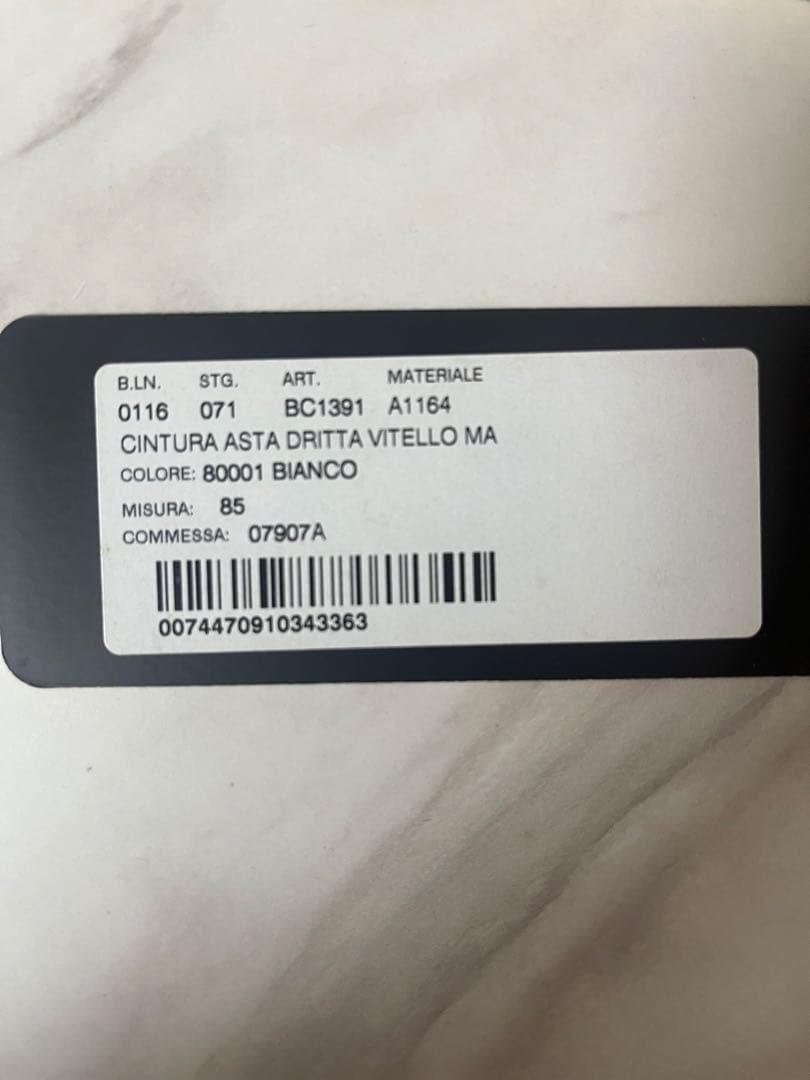 B.LN. STG. ART. MATERIALE
0116 071 BC1391 A1164
CINTURA ASTA DRITTA VITELLO MA
COLORE: 80001 BIANCO
MISURA: 85
COMMESSA: 07907A
0074470910343363